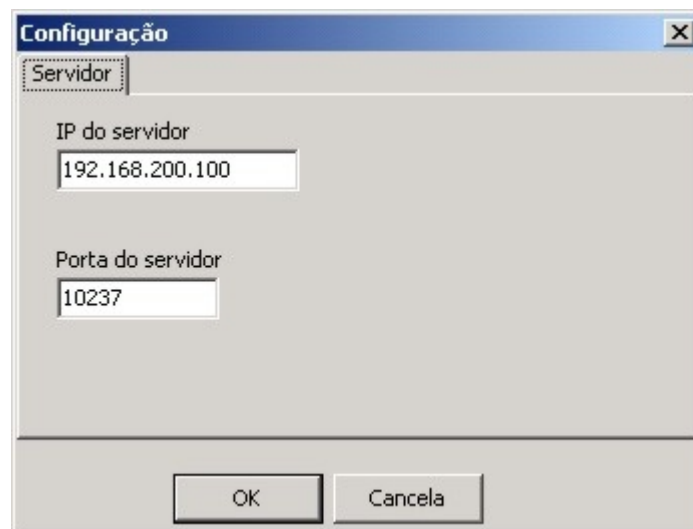 Configuração
Servidor
IP do servidor
192.168.200.100
Porta do servidor
10237
OK Cancela